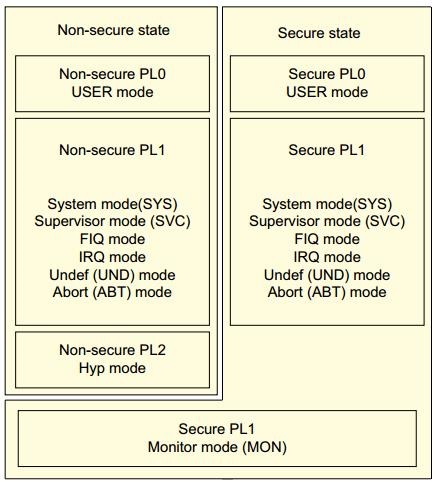 Non-secure state
Non-secure PL0
USER mode
Non-secure PL1
System mode(SYS)
Supervisor mode (SVC)
FIQ mode
IRQ mode
Undef (UND) mode
Abort (ABT) mode
Non-secure PL2
Hyp mode
Secure state
Secure PL0
USER mode
Secure PL1
System mode(SYS)
Supervisor mode (SVC)
FIQ mode
IRQ mode
Undef (UND) mode
Abort (ABT) mode
Secure PL1
Monitor mode (MON)